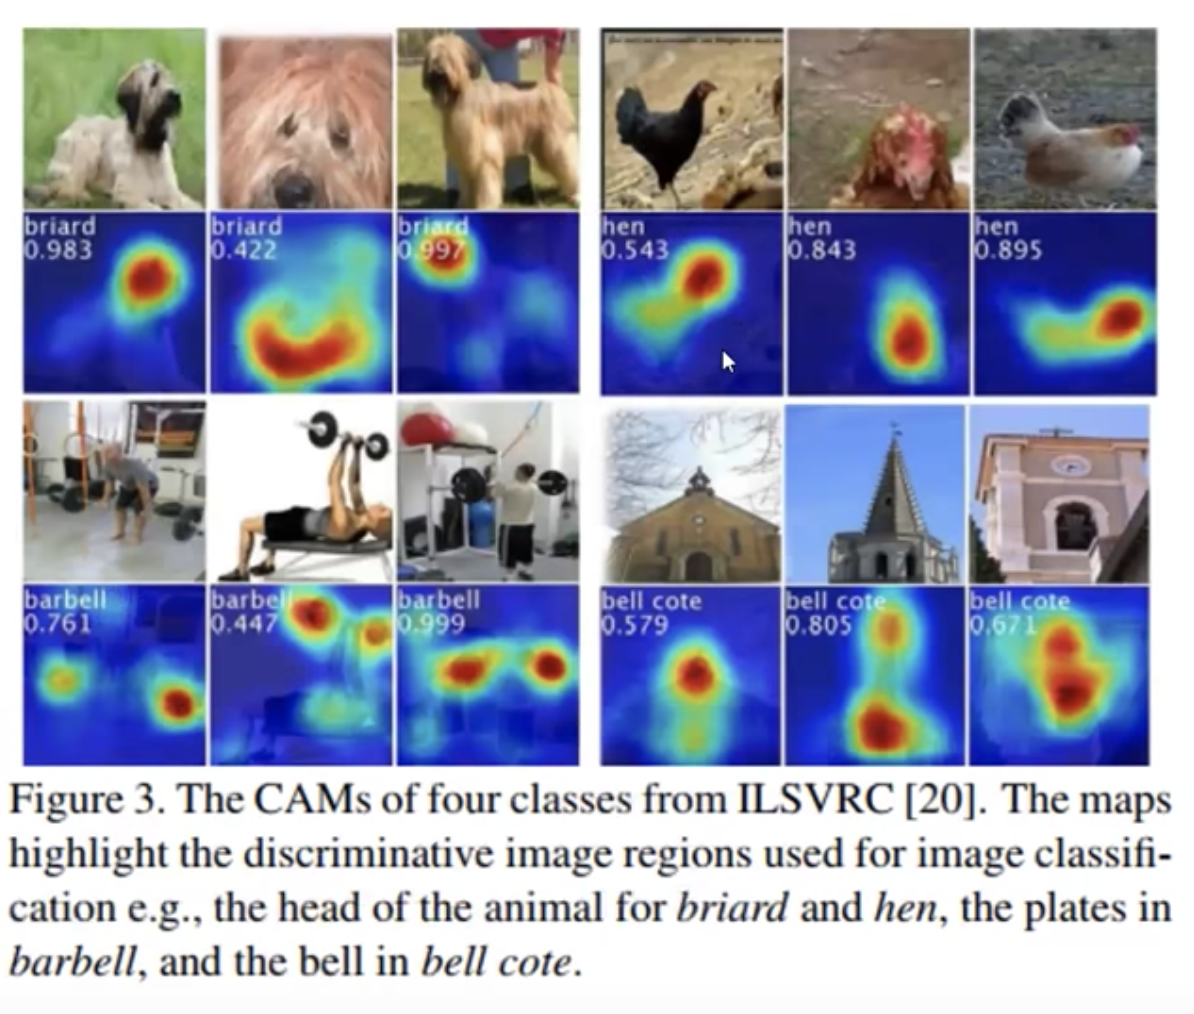 briard
0.983
briard
0.422
briard
0.997
hen
0.543
hen
0.843
hen
0.895
barbell
0.761
barbell
0.447
barbell
0.999
bell cote
0.579
bell cote
0.805
bell cote
0.671
Figure 3. The CAMs of four classes from ILSVRC [20]. The maps
highlight the discriminative image regions used for image classifi-
cation e.g., the head of the animal for briard and hen, the plates in
barbell, and the bell in bell cote.